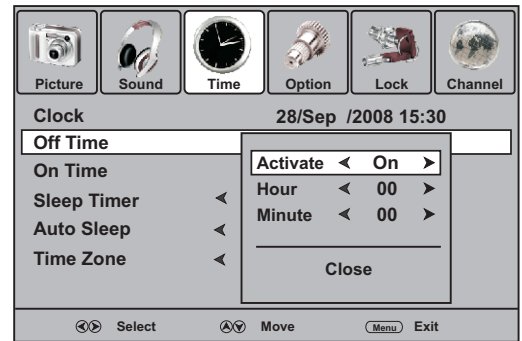 Picture Sound Time Option Lock Channel
Clock 28/Sep /2008 15:30
Off Time
On Time
Sleep Timer
Auto Sleep
Time Zone
Activate On
Hour 00
Minute 00
Close
Select Move Menu Exit